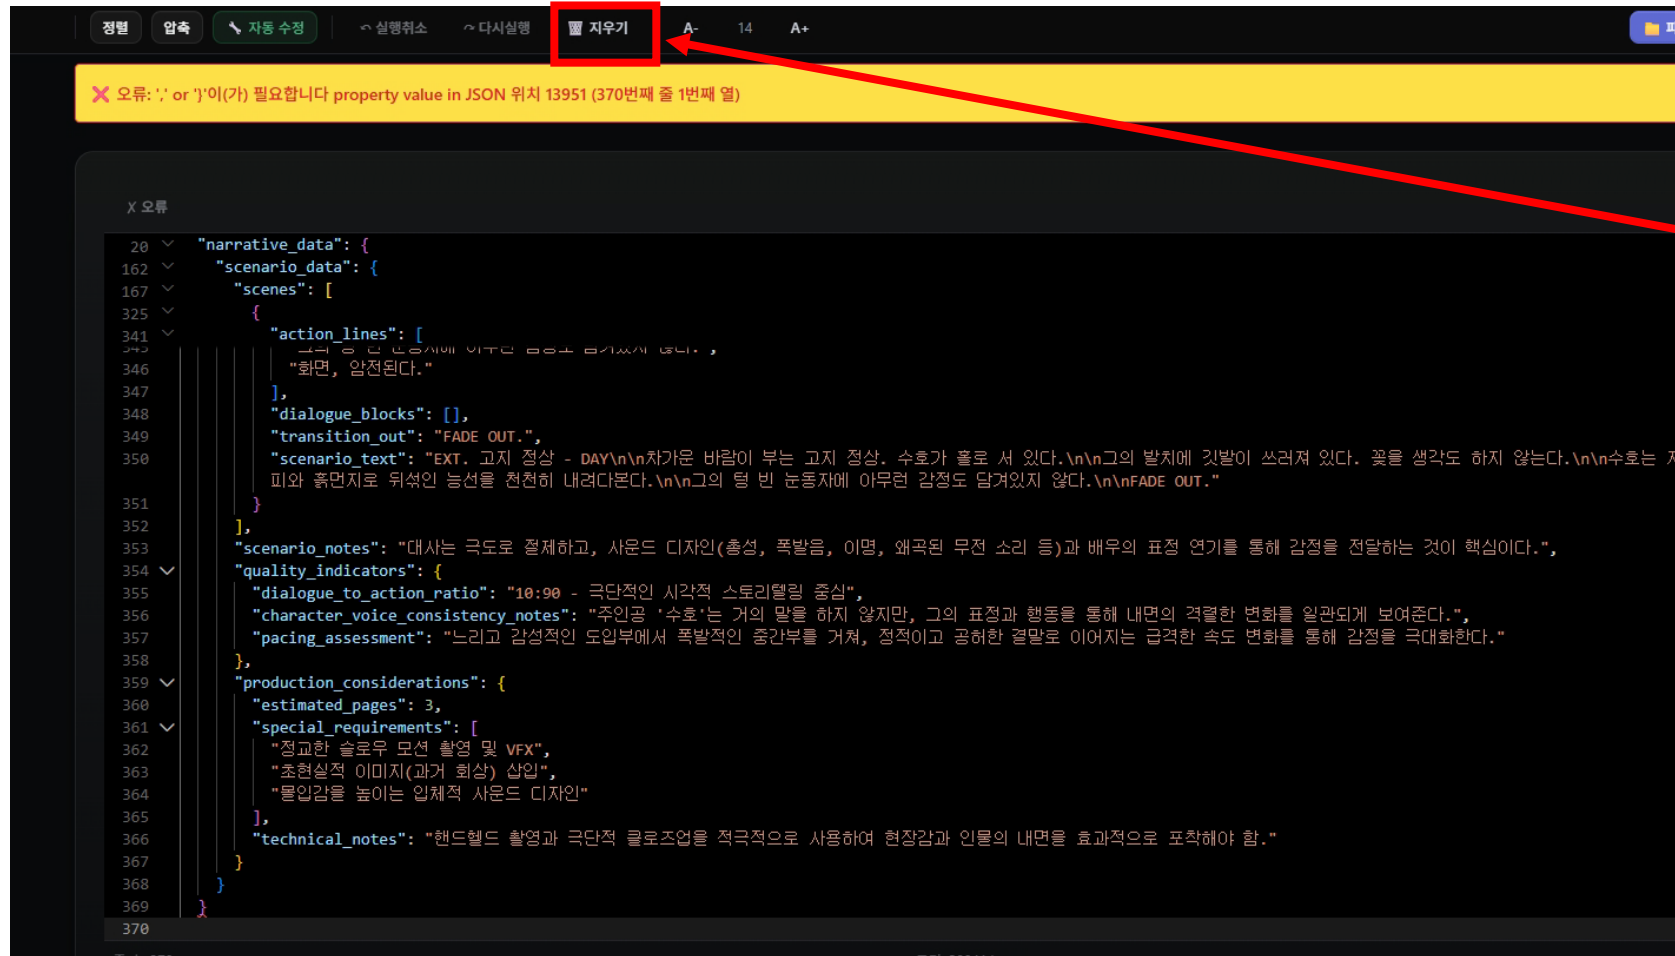 정렬 압축 자동 수정 실행취소 다시실행 지우기 A- 14 A+
오류: ',' or '}'이(가) 필요합니다 property value in JSON 위치 13951 (370번째 줄 1번째 열)
X 오류
20 "narrative_data": {
162 "scenario_data": {
167 "scenes": [
325 {
341 "action_lines": [
346 "화면, 암전된다."
347 ],
348 "dialogue_blocks": [],
349 "transition_out": "FADE OUT.",
350 "scenario_text": "EXT. 고지 정상 - DAY\n\n차가운 바람이 부는 고지 정상. 수호가 홀로 서 있다.\n\n그의 발치에 깃발이 쓰러져 있다. 꽂을 생각도 하지 않는다.\n\n수호는
피와 흙먼지로 뒤섞인 능선을 천천히 내려다본다.\n\n그의 텅 빈 눈동자에 아무런 감정도 담겨있지 않다.\n\nFADE OUT."
351 }
352 ],
353 "scenario_notes": "대사는 극도로 절제하고, 사운드 디자인(총성, 폭발음, 이명, 왜곡된 무전 소리 등)과 배우의 표정 연기를 통해 감정을 전달하는 것이 핵심이다.",
354 "quality_indicators": {
355 "dialogue_to_action_ratio": "10:90 - 극단적인 시각적 스토리텔링 중심",
356 "character_voice_consistency_notes": "주인공 '수호'는 거의 말을 하지 않지만, 그의 표정과 행동을 통해 내면의 격렬한 변화를 일관되게 보여준다.",
357 "pacing_assessment": "느리고 감성적인 도입부에서 폭발적인 중간부를 거쳐, 정적이고 공허한 결말로 이어지는 급격한 속도 변화를 통해 감정을 극대화한다."
358 },
359 "production_considerations": {
360 "estimated_pages": 3,
361 "special_requirements": [
362 "정교한 슬로우 모션 촬영 및 VFX",
363 "초현실적 이미지(과거 회상) 삽입",
364 "몰입감을 높이는 입체적 사운드 디자인"
365 ],
366 "technical_notes": "핸드헬드 촬영과 극단적 클로즈업을 적극적으로 사용하여 현장감과 인물의 내면을 효과적으로 포착해야 함."
367 }
368 }
369 }
370